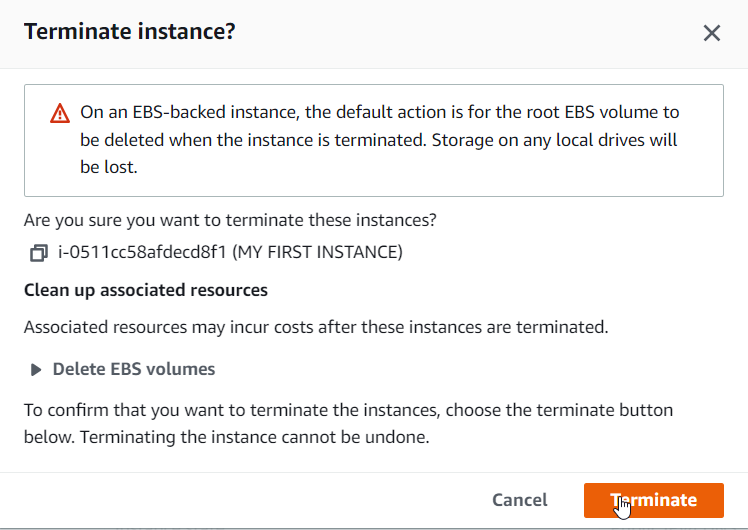 Terminate instance?
On an EBS-backed instance, the default action is for the root EBS volume to
be deleted when the instance is terminated. Storage on any local drives will
be lost.
Are you sure you want to terminate these instances?
i-0511cc58afdecd8f1 (MY FIRST INSTANCE)
Clean up associated resources
Associated resources may incur costs after these instances are terminated.
Delete EBS volumes
To confirm that you want to terminate the instances, choose the terminate button
below. Terminating the instance cannot be undone.
Cancel Terminate